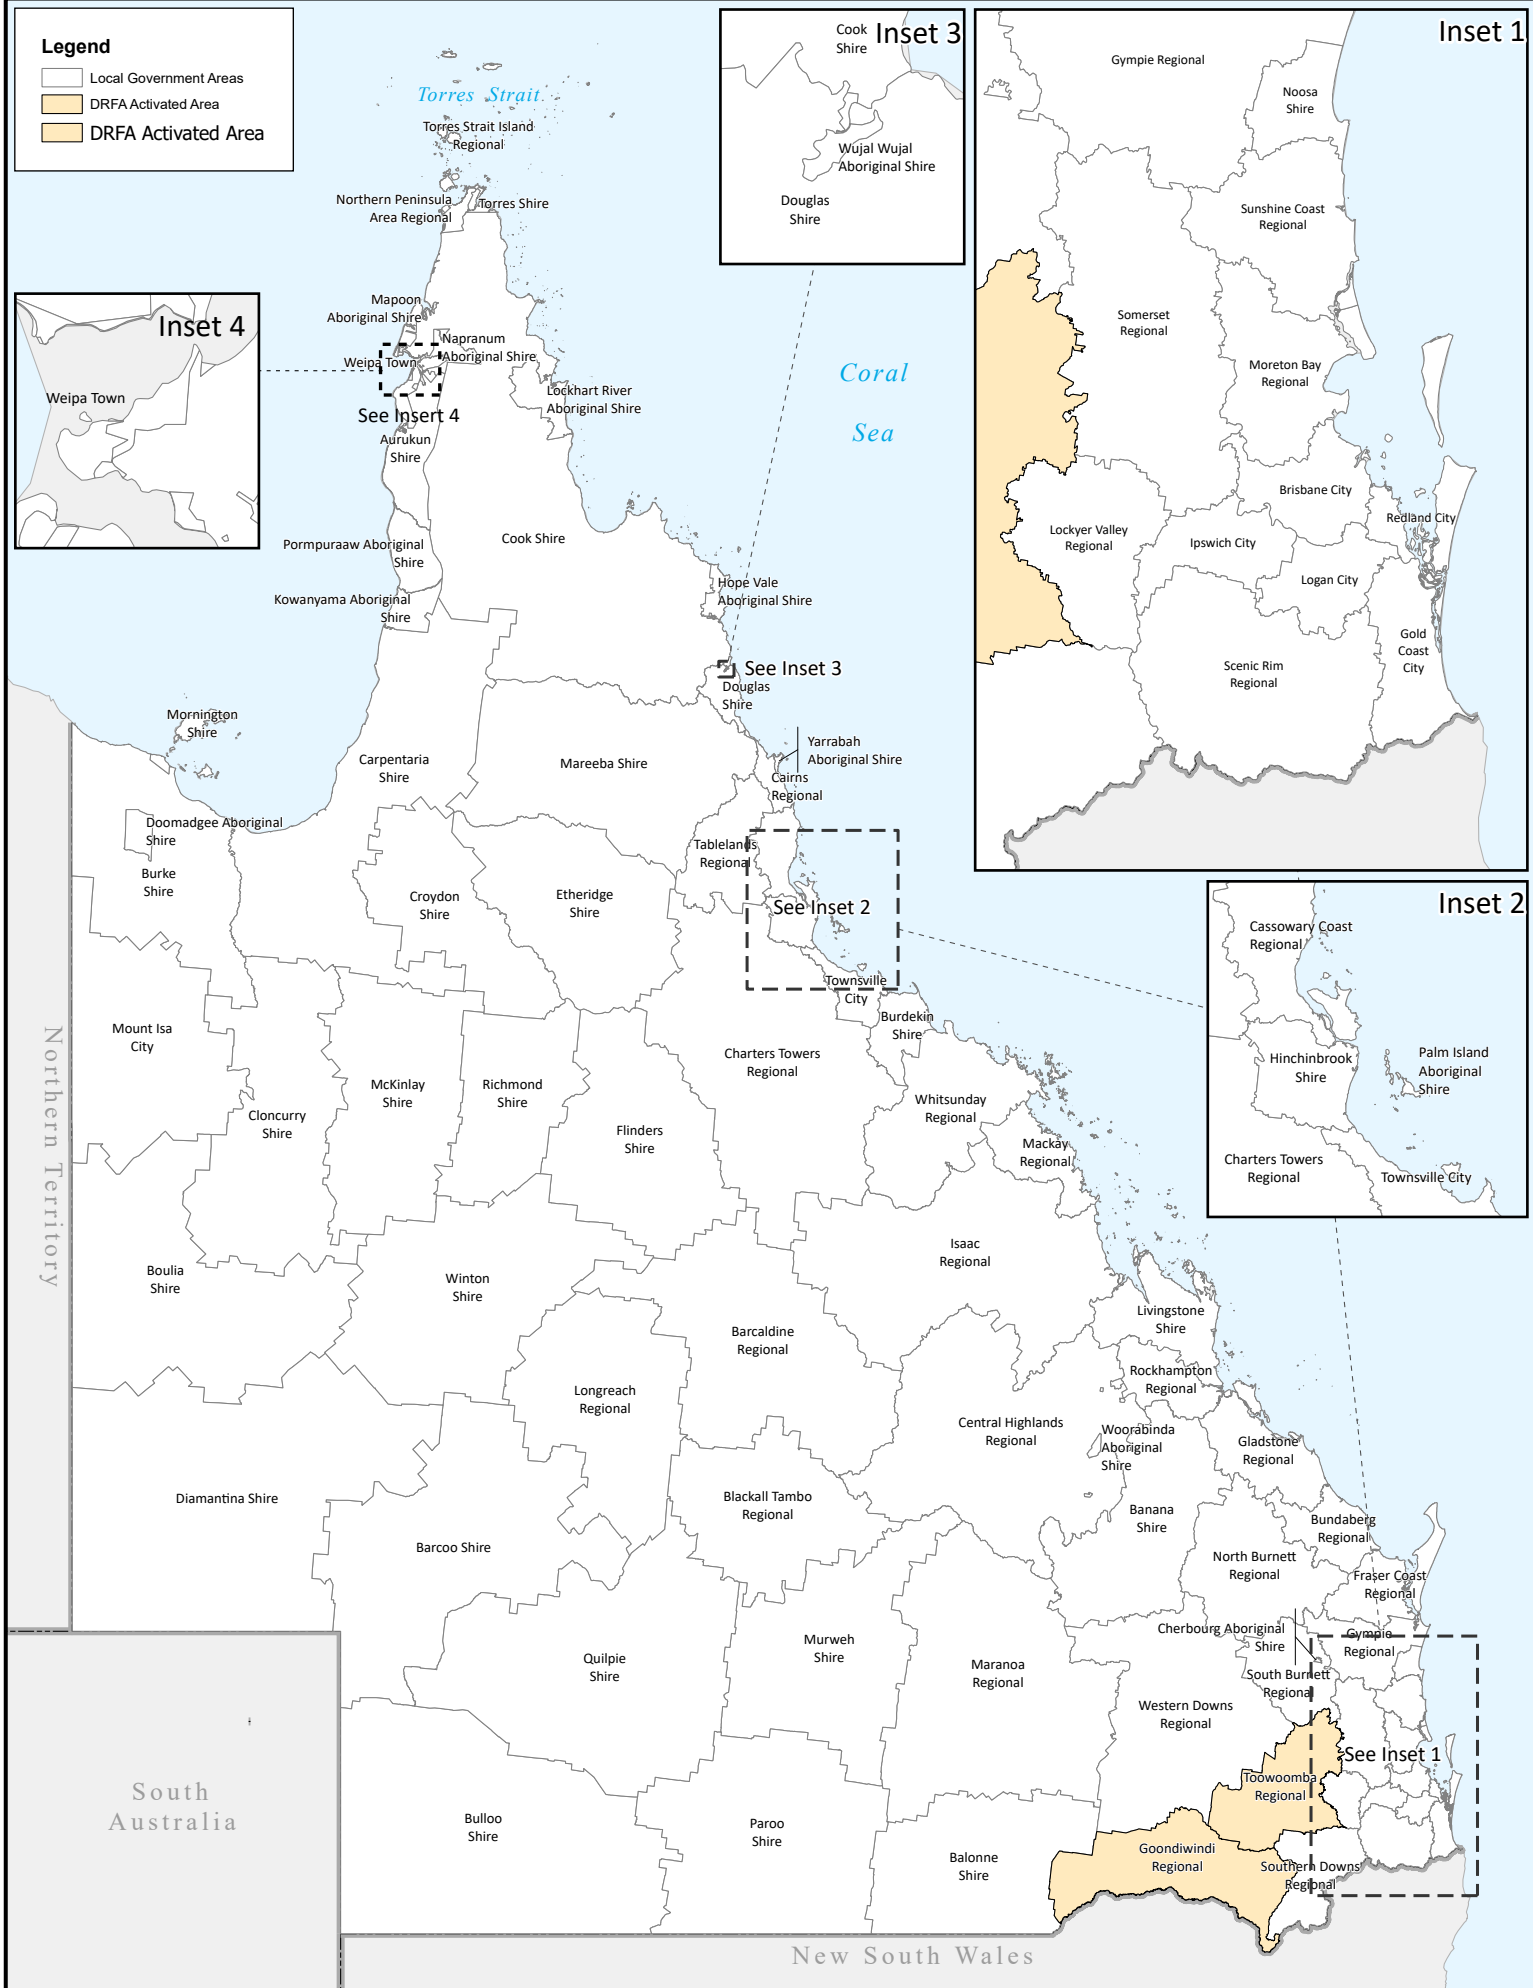 Legend
Local Government Areas
DRFA Activated Area
DRFA Activated Area
Inset 3
Cook
Shire
Wujal Wujal
Aboriginal Shire
Douglas
Shire
Inset 1
Gympie Regional
Noosa
Shire
Sunshine Coast
Regional
Somerset
Regional
Moreton Bay
Regional
Brisbane City
Redland City
Lockyer Valley
Regional
Ipswich City
Logan City
Gold
Coast
City
Scenic Rim
Regional
Inset 4
Weipa Town
Inset 2
Cassowary Coast
Regional
Hinchinbrook
Shire
Palm Island
Aboriginal
Shire
Charters Towers
Regional
Townsville City
Torres Strait
Torres Strait Island
Regional
Northern Peninsula
Area Regional
Torres Shire
Mapoon
Aboriginal Shire
Napranum
Aboriginal Shire
Weipa Town
Lockhart River
Aboriginal Shire
See Insert 4
Aurukun
Shire
Coral
Sea
Cook Shire
Pormpuraaw Aboriginal
Shire
Hope Vale
Aboriginal Shire
Kowanyama Aboriginal
Shire
See Inset 3
Douglas
Shire
Mornington
Shire
Yarrabah
Aboriginal Shire
Carpentaria
Shire
Mareeba Shire
Cairns
Regional
Doomadgee Aboriginal
Shire
Tablelands
Regional
Burke
Shire
Croydon
Shire
Etheridge
Shire
See Inset 2
Townsville
City
Burdekin
Shire
Mount Isa
City
Charters Towers
Regional
McKinlay
Shire
Richmond
Shire
Whitsunday
Regional
Cloncurry
Shire
Flinders
Shire
Mackay
Regional
Northern Territory
Isaac
Regional
Boulia
Shire
Winton
Shire
Livingstone
Shire
Barcaldine
Regional
Rockhampton
Regional
Longreach
Regional
Central Highlands
Regional
Woorabinda
Aboriginal
Shire
Gladstone
Regional
Diamantina Shire
Blackall Tambo
Regional
Banana
Shire
Bundaberg
Regional
Barcoo Shire
North Burnett
Regional
Fraser Coast
Regional
Cherbourg Aboriginal
Shire
Gympie
Regional
Quilpie
Shire
Murweh
Shire
Maranoa
Regional
South Burnett
Regional
Western Downs
Regional
See Inset 1
Toowoomba
Regional
South
Australia
Bulloo
Shire
Paroo
Shire
Balonne
Shire
Goondiwindi
Regional
Southern Downs
Regional
New South Wales